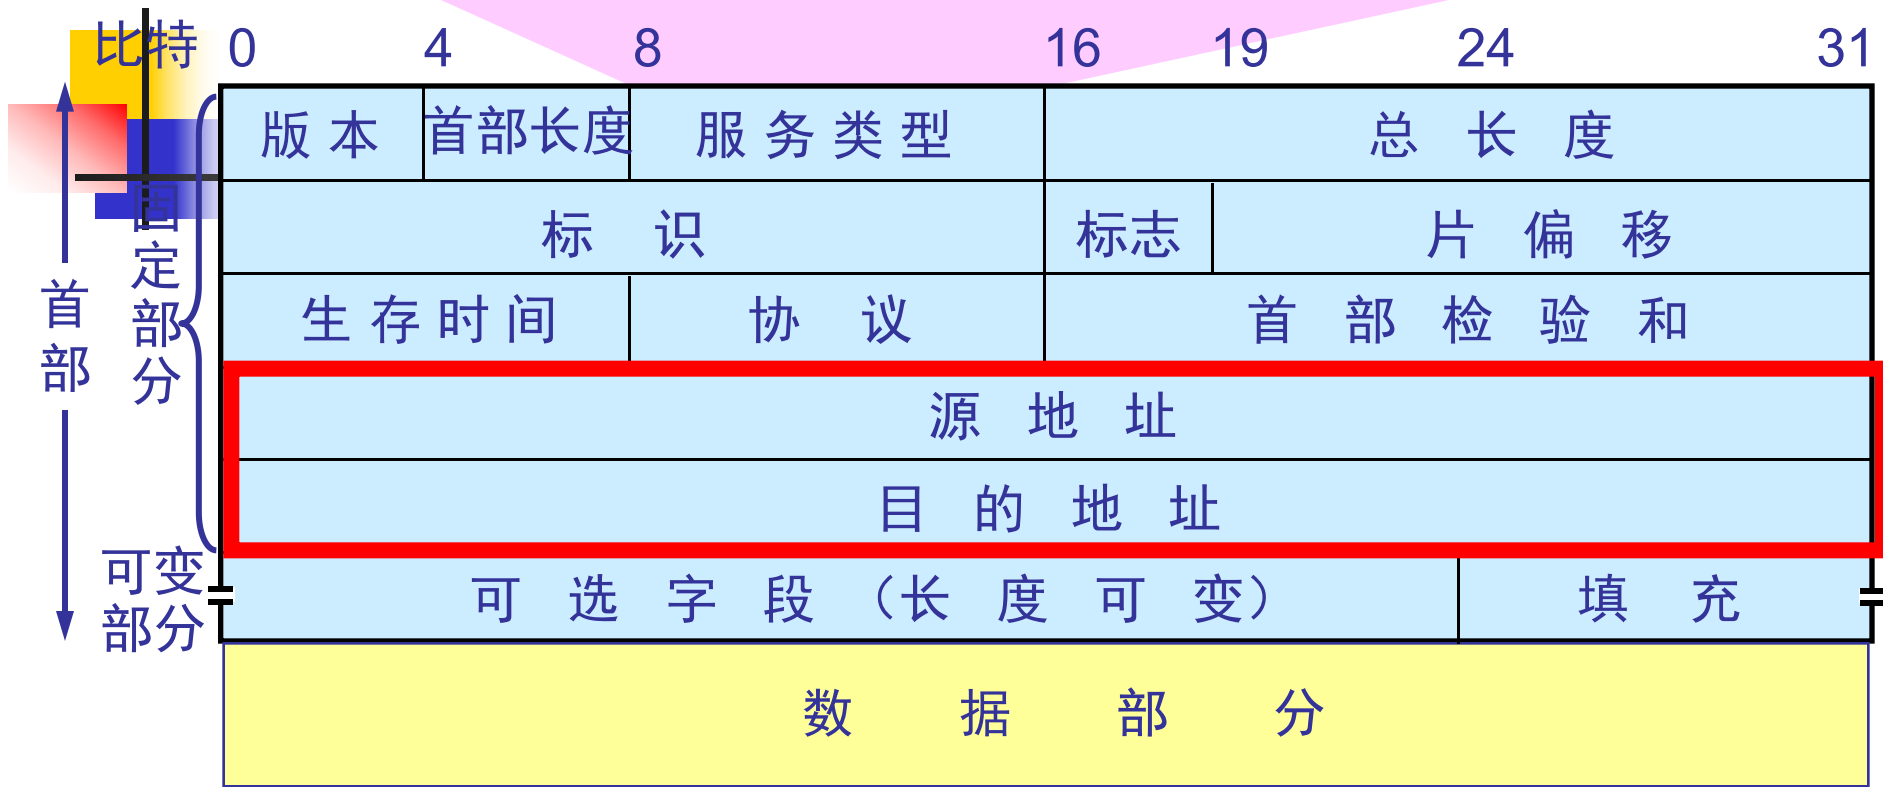 比特 0 4 8 16 19 24 31
版 本 首部长度 服 务 类 型 总 长 度
标 识 标志 片 偏 移
生 存 时 间 协 议 首 部 检 验 和
源 地 址
目 的 地 址
可 选 字 段 （长 度 可 变） 填 充
数 据 部 分
首部
固定部分
可变
部分